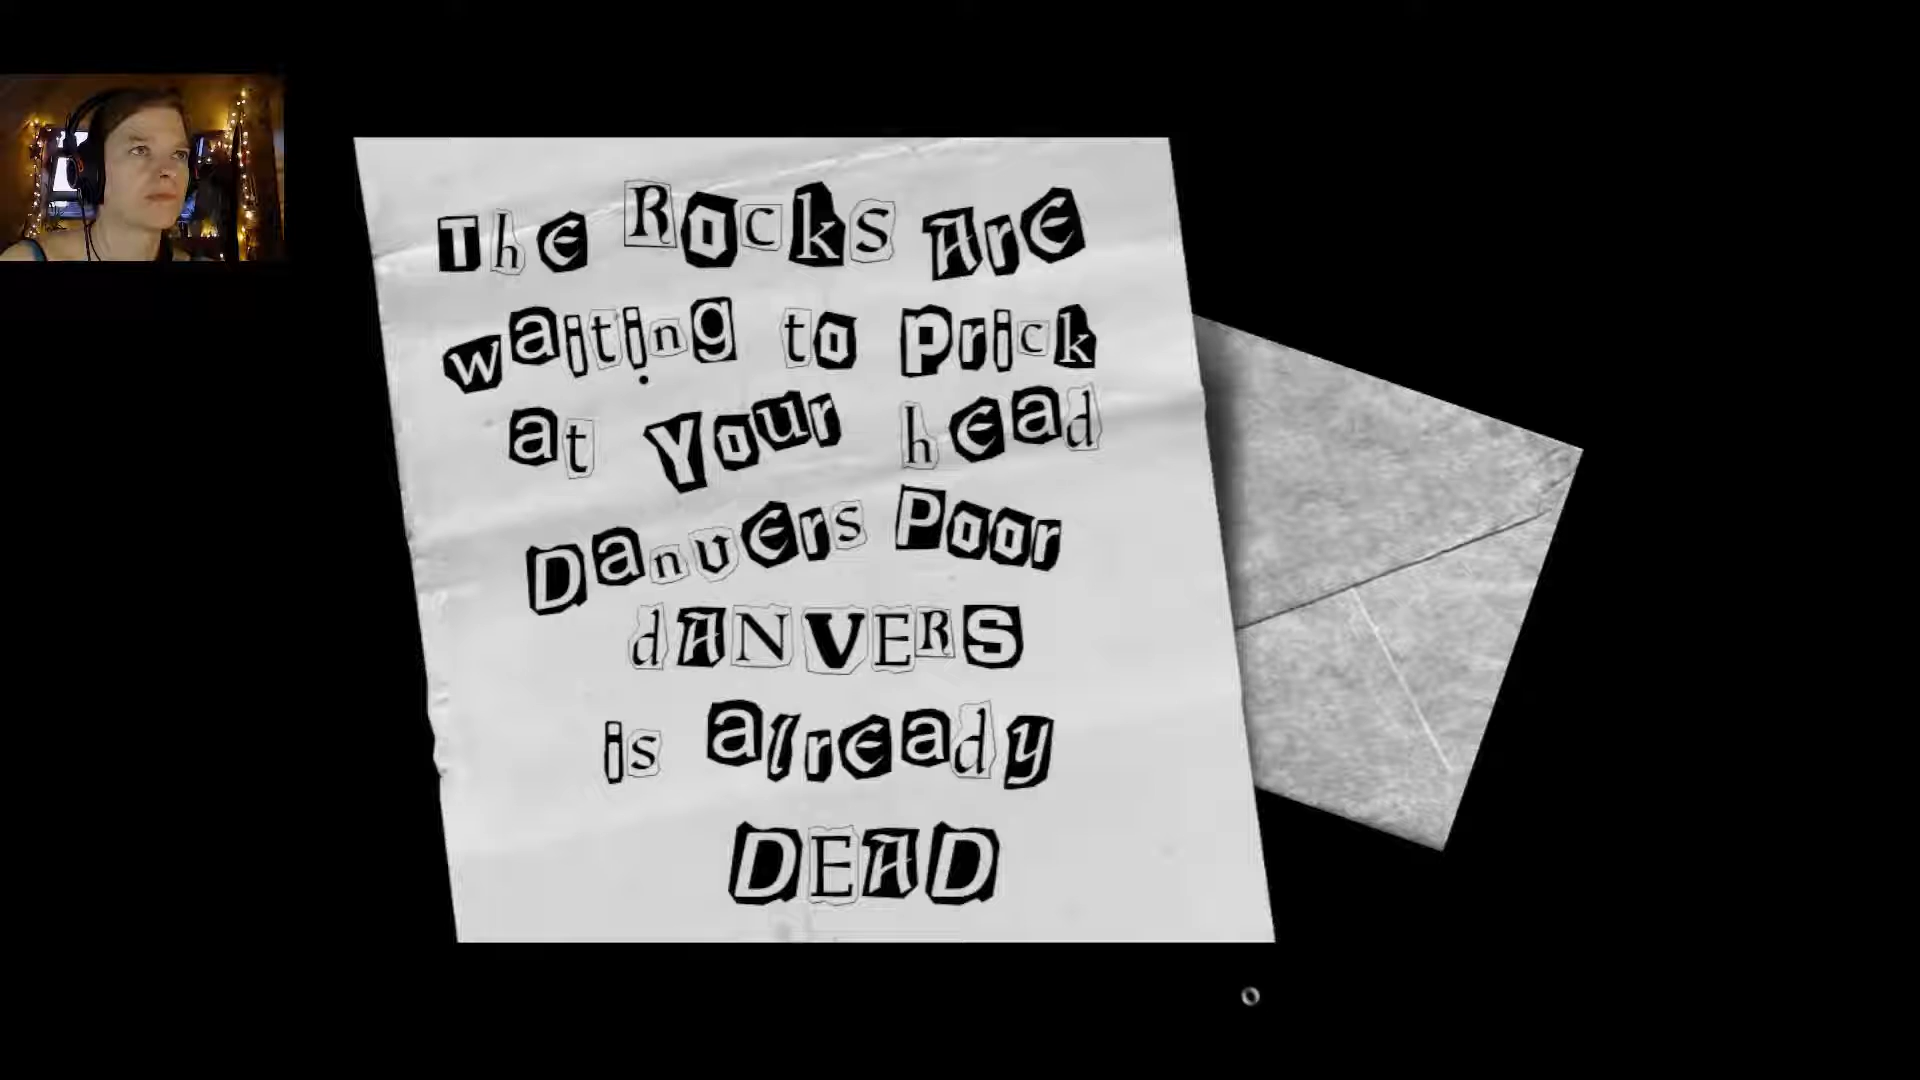 The Rocks Are
waiting to prick
at Your head
Danvers Poor
dANVERS
is already
DEAD